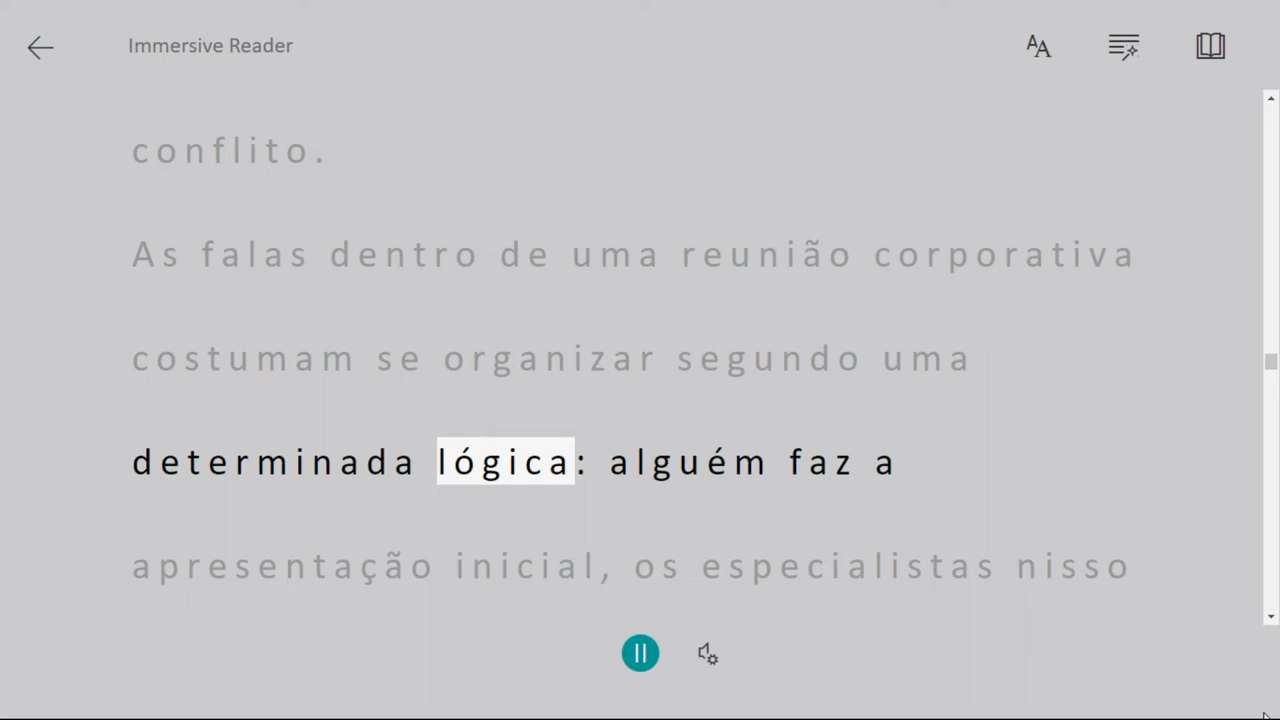 Immersive Reader
conflito.
As falas dentro de uma reunião corporativa
costumam se organizar segundo uma
determinada lógica: alguém faz a
apresentação inicial, os especialistas nisso